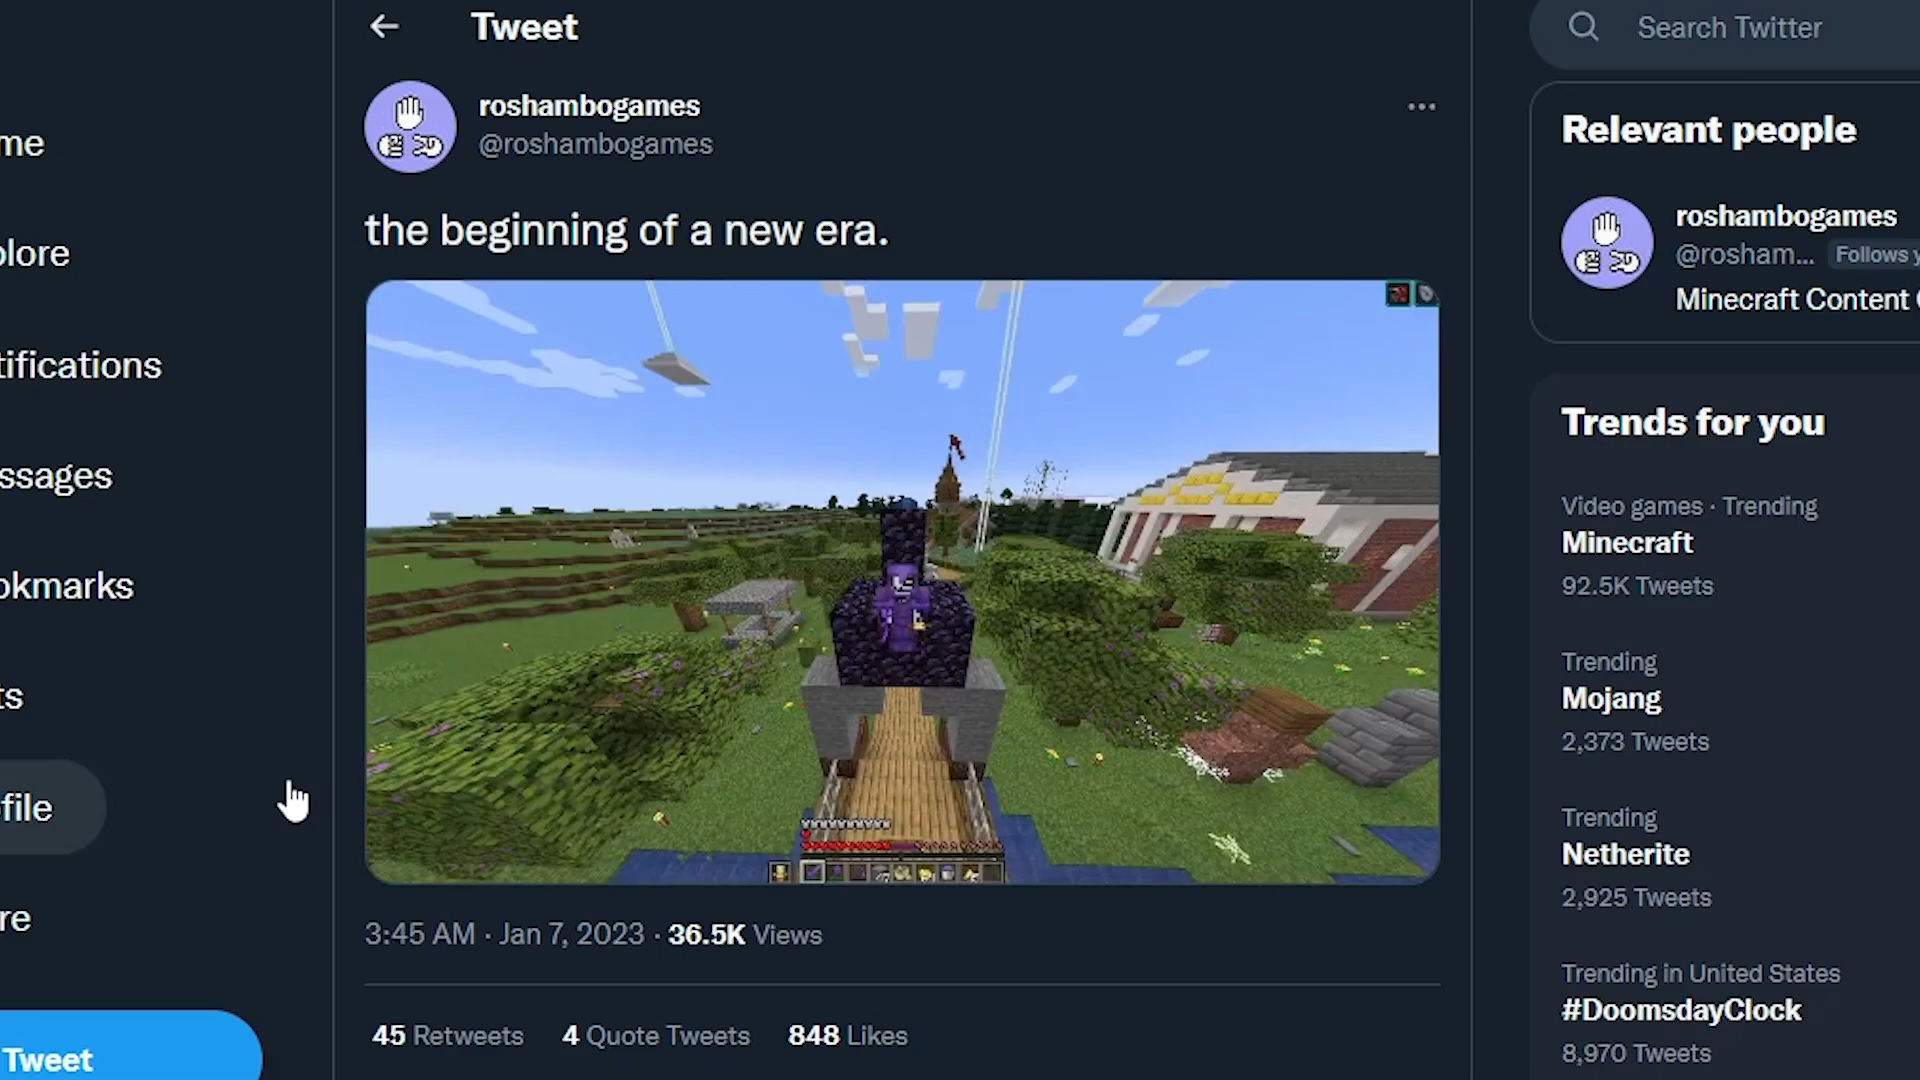 Tweet
roshambogames
@roshambogames
the beginning of a new era.
3:45 AM · Jan 7, 2023 · 36.5K Views
45 Retweets 4 Quote Tweets 848 Likes
me
plore
tifications
ssages
okmarks
ts
file
re
Tweet
Search Twitter
Relevant people
roshambogames
@rosham... Follows y
Minecraft Content
Trends for you
Video games · Trending
Minecraft
92.5K Tweets
Trending
Mojang
2,373 Tweets
Trending
Netherite
2,925 Tweets
Trending in United States
#DoomsdayClock
8,970 Tweets